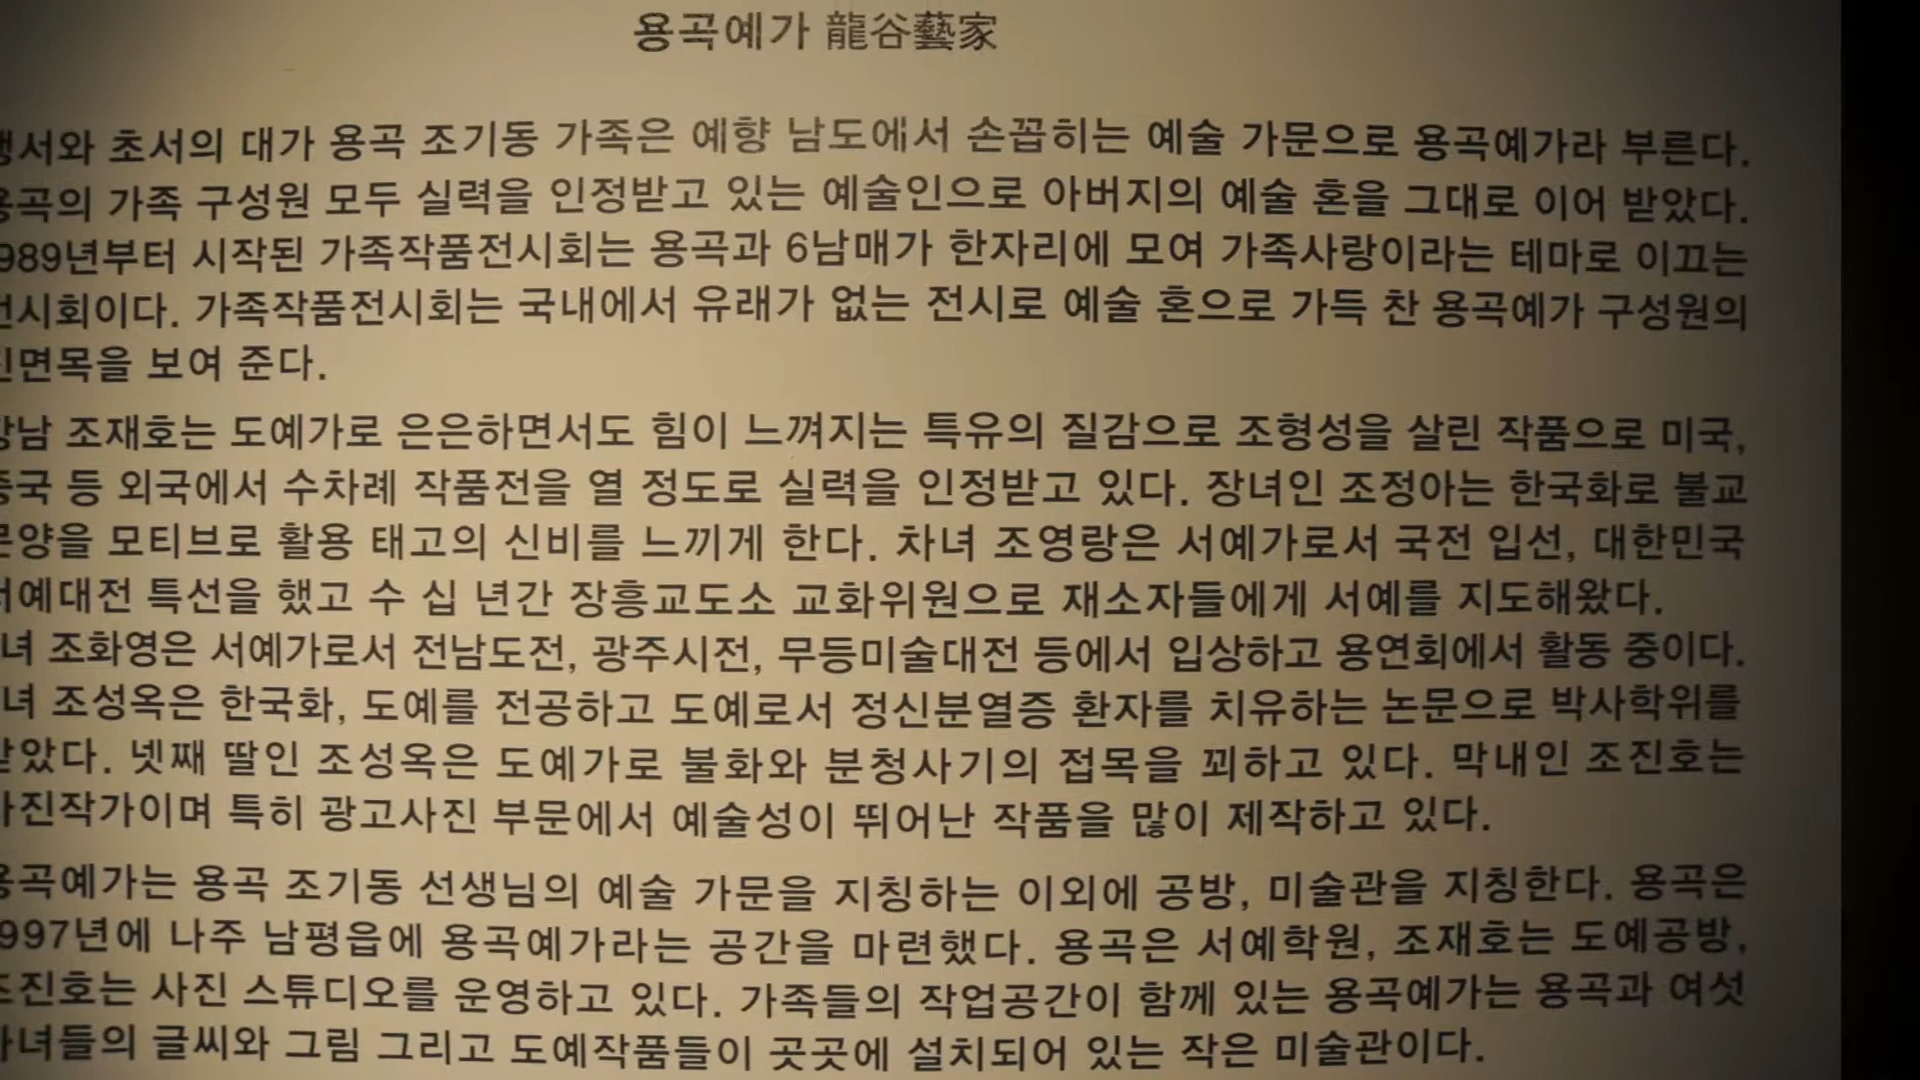 용곡예가 龍谷藝家
초서의 대가 용곡 조기동 가족은 예향 남도에서 손꼽히는 예술 가문으로 용곡예가라 부른다.
용곡의 가족 구성원 모두 실력을 인정받고 있는 예술인으로 아버지의 예술 혼을 그대로 이어 받았다.
989년부터 시작된 가족작품전시회는 용곡과 6남매가 한자리에 모여 가족사랑이라는 테마로 이끄는
전시회이다. 가족작품전시회는 국내에서 유래가 없는 전시로 예술 혼으로 가득 찬 용곡예가 구성원의
진면목을 보여 준다.
조재호는 도예가로 은은하면서도 힘이 느껴지는 특유의 질감으로 조형성을 살린 작품으로 미국,
중국 등 외국에서 수차례 작품전을 열 정도로 실력을 인정받고 있다. 장녀인 조정아는 한국화로 불교
문양을 모티브로 활용 태고의 신비를 느끼게 한다. 차녀 조영랑은 서예가로서 국전 입선, 대한민국
서예대전 특선을 했고 수 십 년간 장흥교도소 교화위원으로 재소자들에게 서예를 지도해왔다.
녀 조화영은 서예가로서 전남도전, 광주시전, 무등미술대전 등에서 입상하고 용연회에서 활동 중이다.
녀 조성옥은 한국화, 도예를 전공하고 도예로서 정신분열증 환자를 치유하는 논문으로 박사학위를
받았다. 넷째 딸인 조성옥은 도예가로 불화와 분청사기의 접목을 꾀하고 있다. 막내인 조진호는
사진작가이며 특히 광고사진 부문에서 예술성이 뛰어난 작품을 많이 제작하고 있다.
용곡예가는 용곡 조기동 선생님의 예술 가문을 지칭하는 이외에 공방, 미술관을 지칭한다. 용곡은
997년에 나주 남평읍에 용곡예가라는 공간을 마련했다. 용곡은 서예학원, 조재호는 도예공방,
조진호는 사진 스튜디오를 운영하고 있다. 가족들의 작업공간이 함께 있는 용곡예가는 용곡과 여섯
자녀들의 글씨와 그림 그리고 도예작품들이 곳곳에 설치되어 있는 작은 미술관이다.